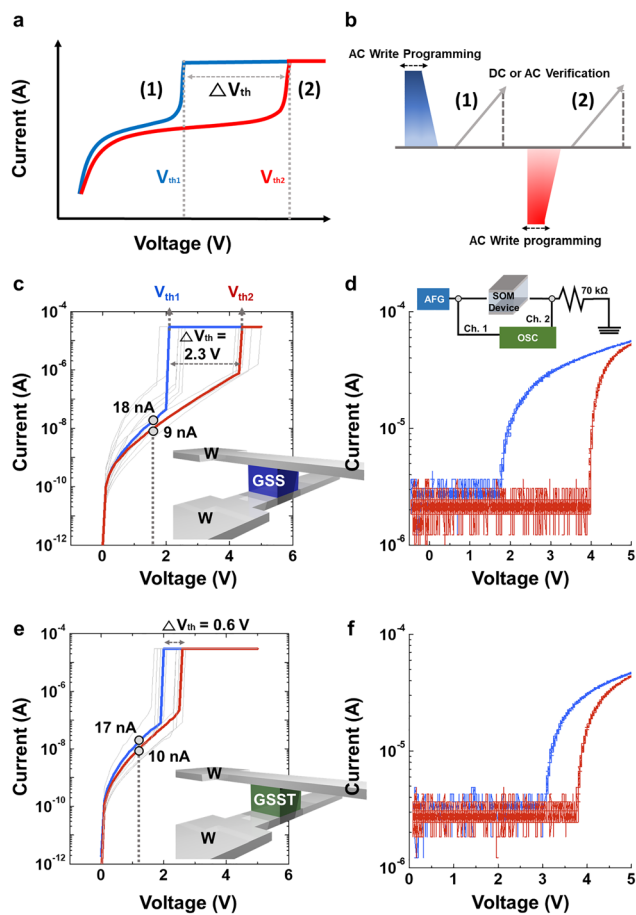 a
Current (A)
(1)
(2)
△Vth
Vth1
Vth2
Voltage (V)
b
AC Write Programming
DC or AC Verification
(1)
(2)
AC Write programming
c
Vth1
Vth2
Current (A)
10-4
10-6
10-8
10-10
10-12
△Vth =
2.3 V
18 nA
9 nA
W
GSS
W
0
2
4
6
Voltage (V)
d
AFG
SOM
Device
70 kΩ
Ch. 1
Ch. 2
OSC
Current (A)
10-4
10-5
10-6
0
1
2
3
4
5
Voltage (V)
e
△Vth = 0.6 V
Current (A)
10-4
10-6
10-8
10-10
10-12
17 nA
10 nA
W
GSST
W
0
2
4
6
Voltage (V)
f
Current (A)
10-4
10-5
10-6
0
1
2
3
4
5
Voltage (V)